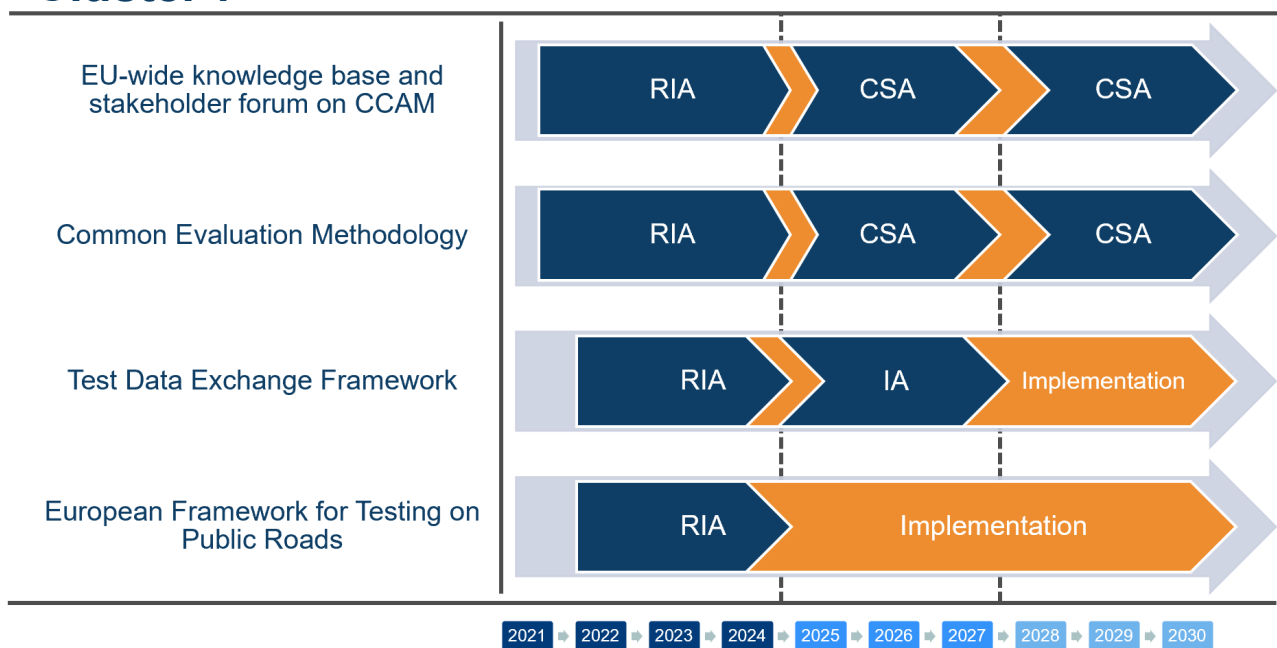 EU-wide knowledge base and
stakeholder forum on CCAM
RIA
CSA
CSA
Common Evaluation Methodology
RIA
CSA
CSA
Test Data Exchange Framework
RIA
IA
Implementation
European Framework for Testing on
Public Roads
RIA
Implementation
2021 2022 2023 2024 2025 2026 2027 2028 2029 2030